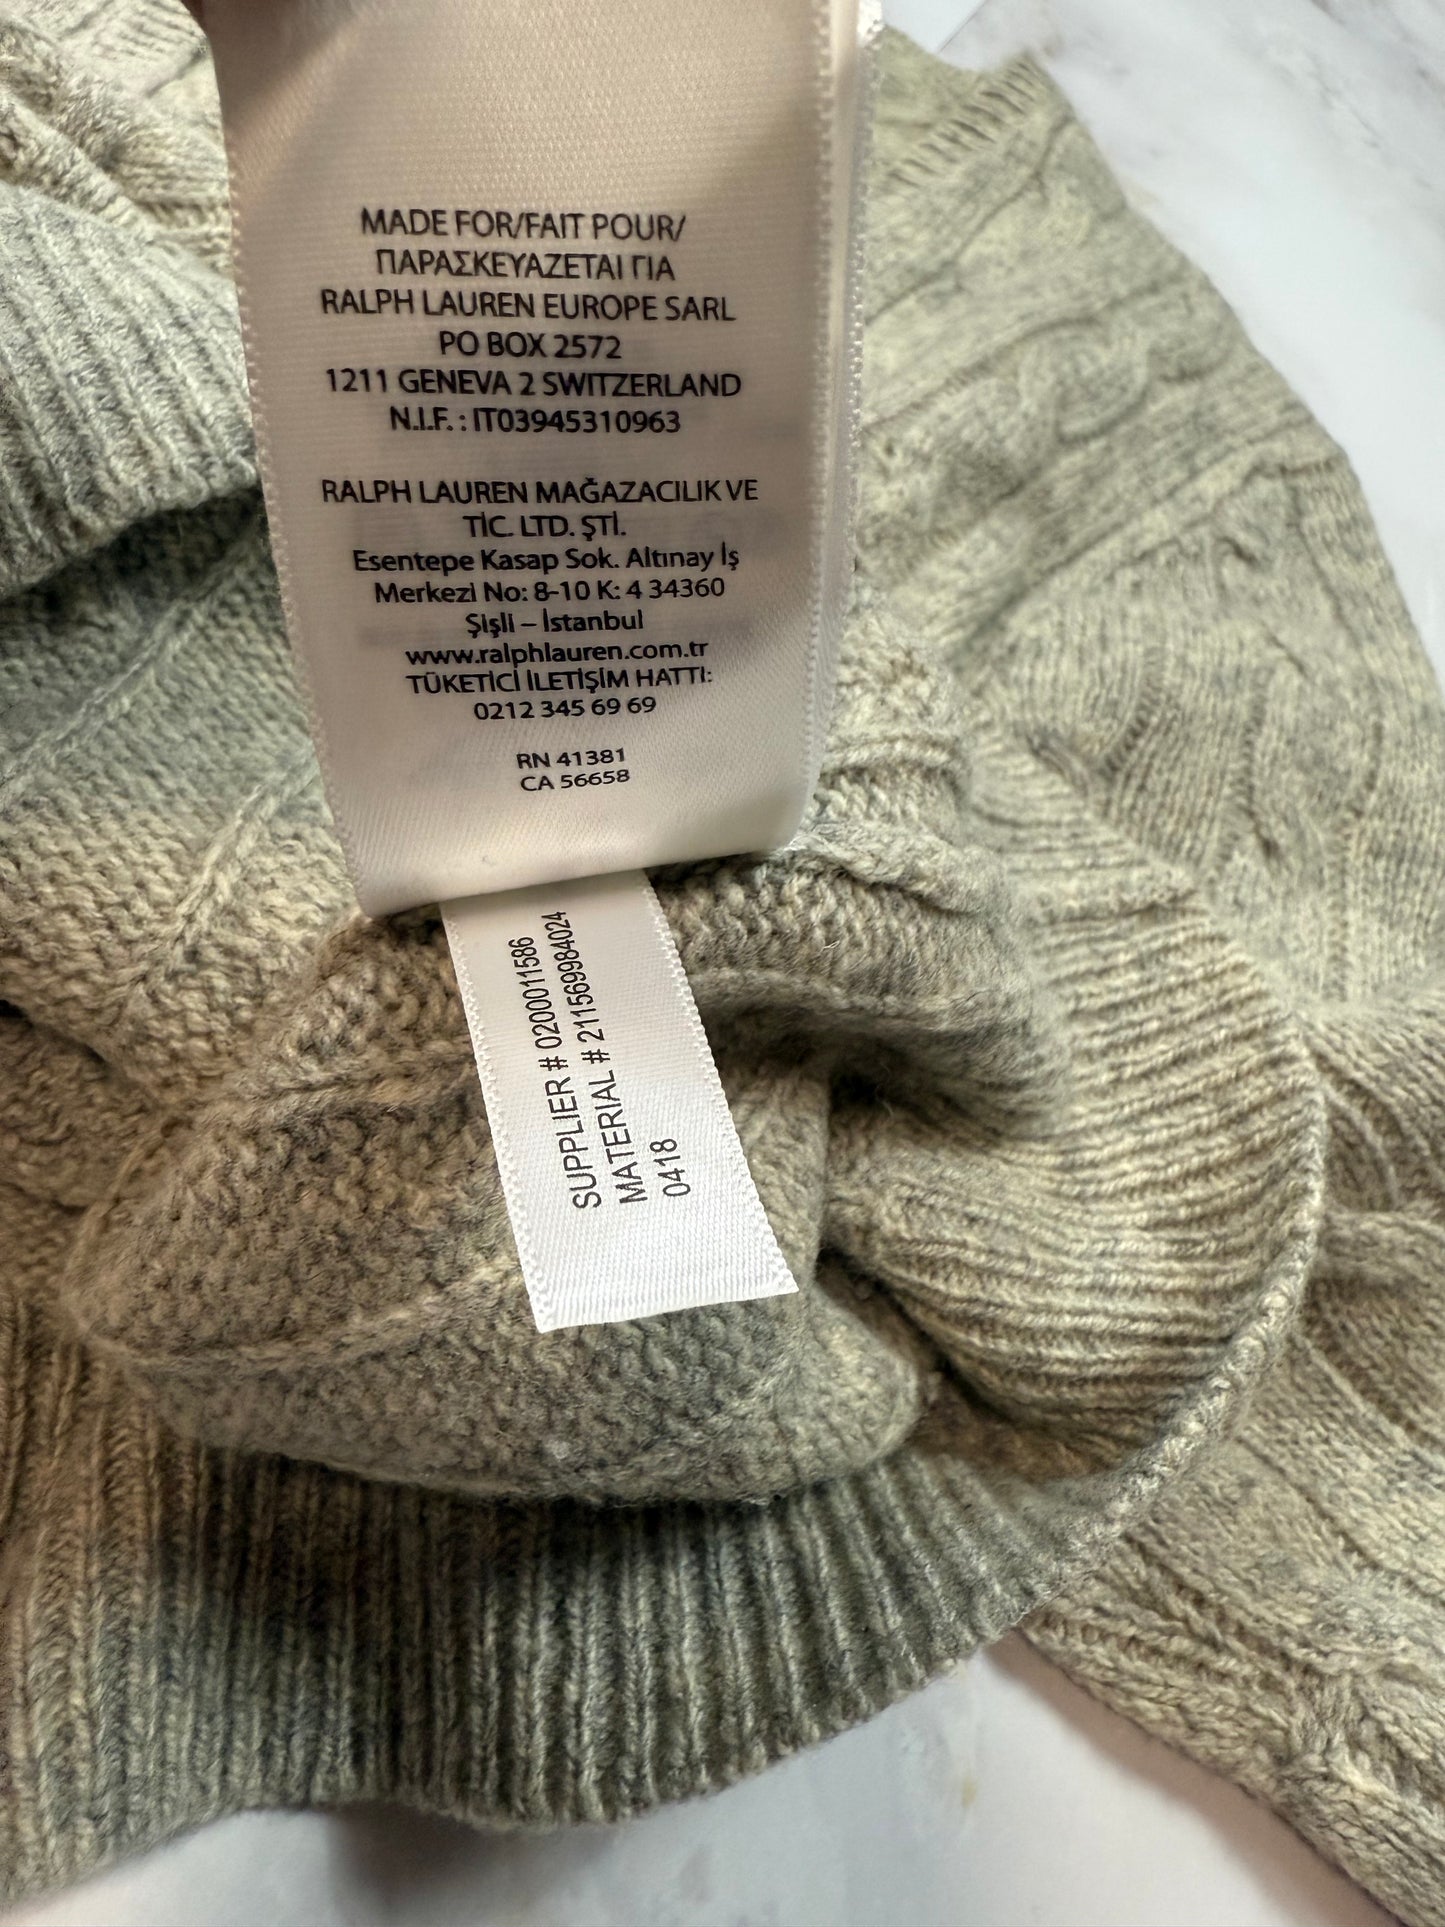 MADE FOR/FAIT POUR/
ΠΑΡΑΣΚΕΥΑΖΕΤΑΙ ΓΙΑ
RALPH LAUREN EUROPE SARL
PO BOX 2572
1211 GENEVA 2 SWITZERLAND
N.I.F. : IT03945310963
RALPH LAUREN MAĞAZACILIK VE
TİC. LTD. ŞTİ.
Esentepe Kasap Sok. Altınay İş
Merkezi No: 8-10 K: 4 34360
Şişli – İstanbul
www.ralphlauren.com.tr
TÜKETİCİ İLETİŞİM HATTI:
0212 345 69 69
RN 41381
CA 56658
SUPPLIER # 0200011586
MATERIAL # 211569984024
0418